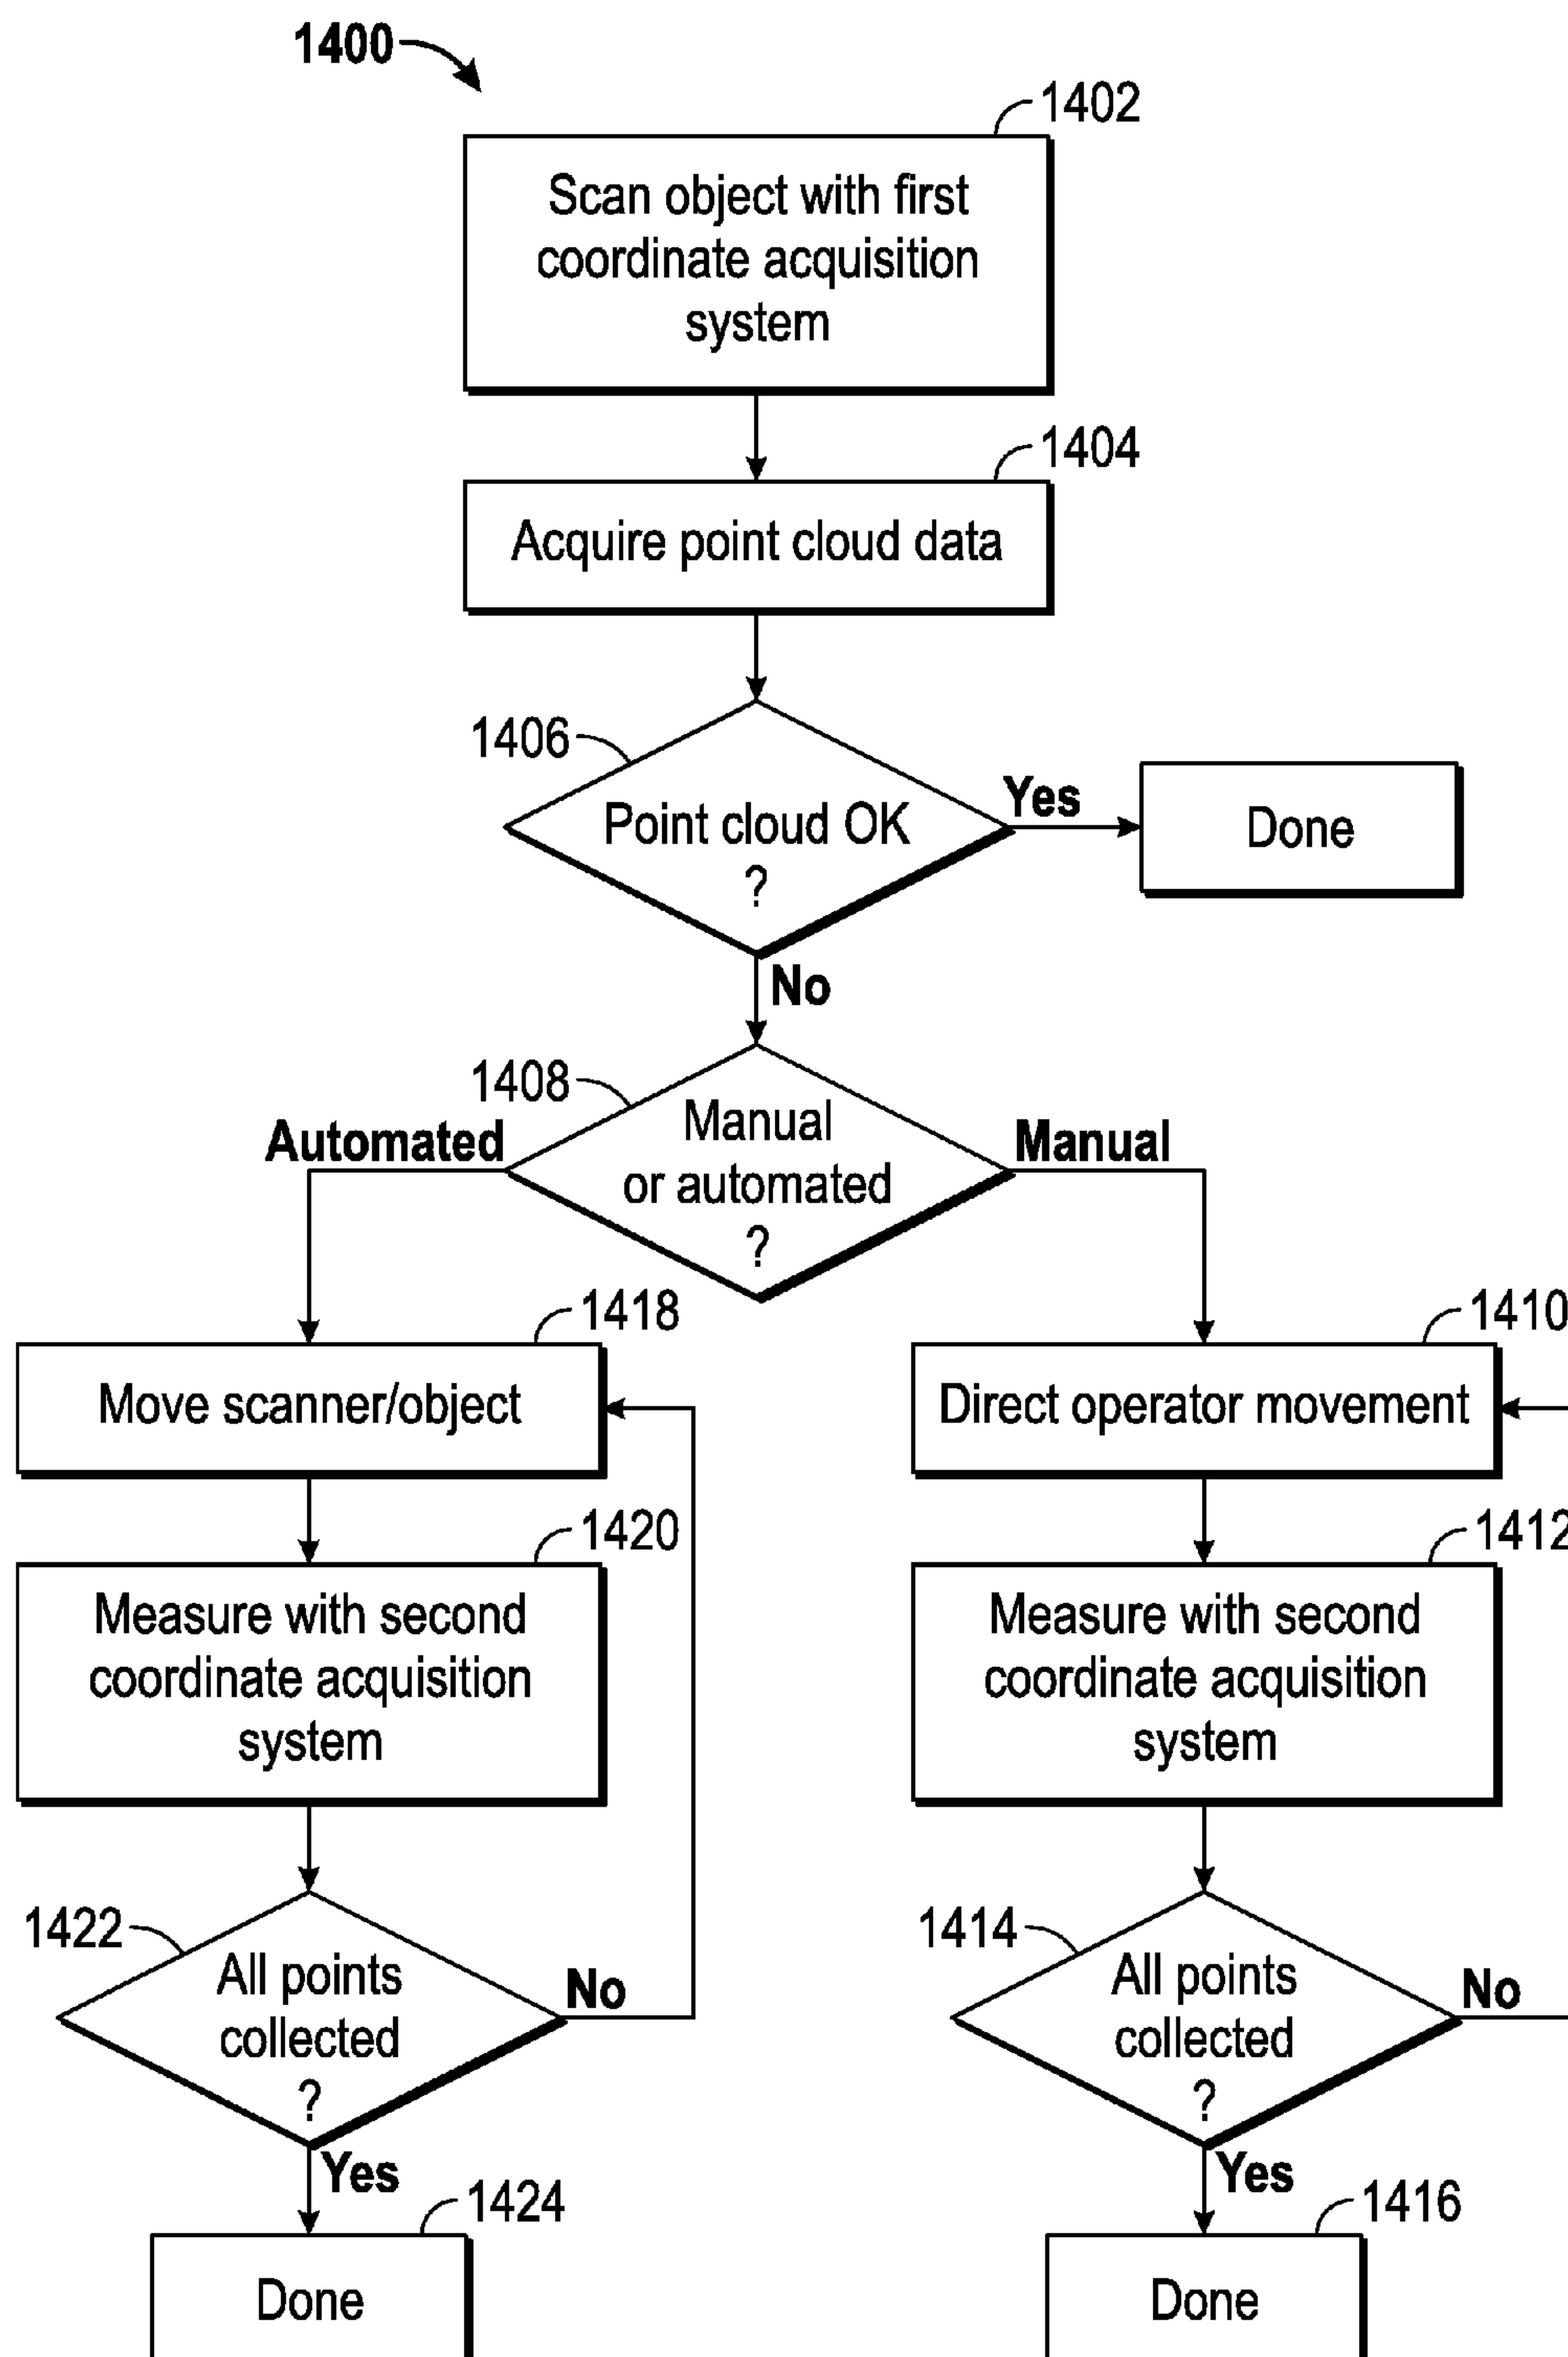 1400
1402
Scan object with first
coordinate acquisition
system
1404
Acquire point cloud data
1406
Point cloud OK
?
Yes
Done
No
1408
Manual
or automated
?
Automated
Manual
1418
Move scanner/object
1410
Direct operator movement
1420
Measure with second
coordinate acquisition
system
1412
Measure with second
coordinate acquisition
system
1422
All points
collected
?
No
1414
All points
collected
?
No
Yes
1424
Done
Yes
1416
Done